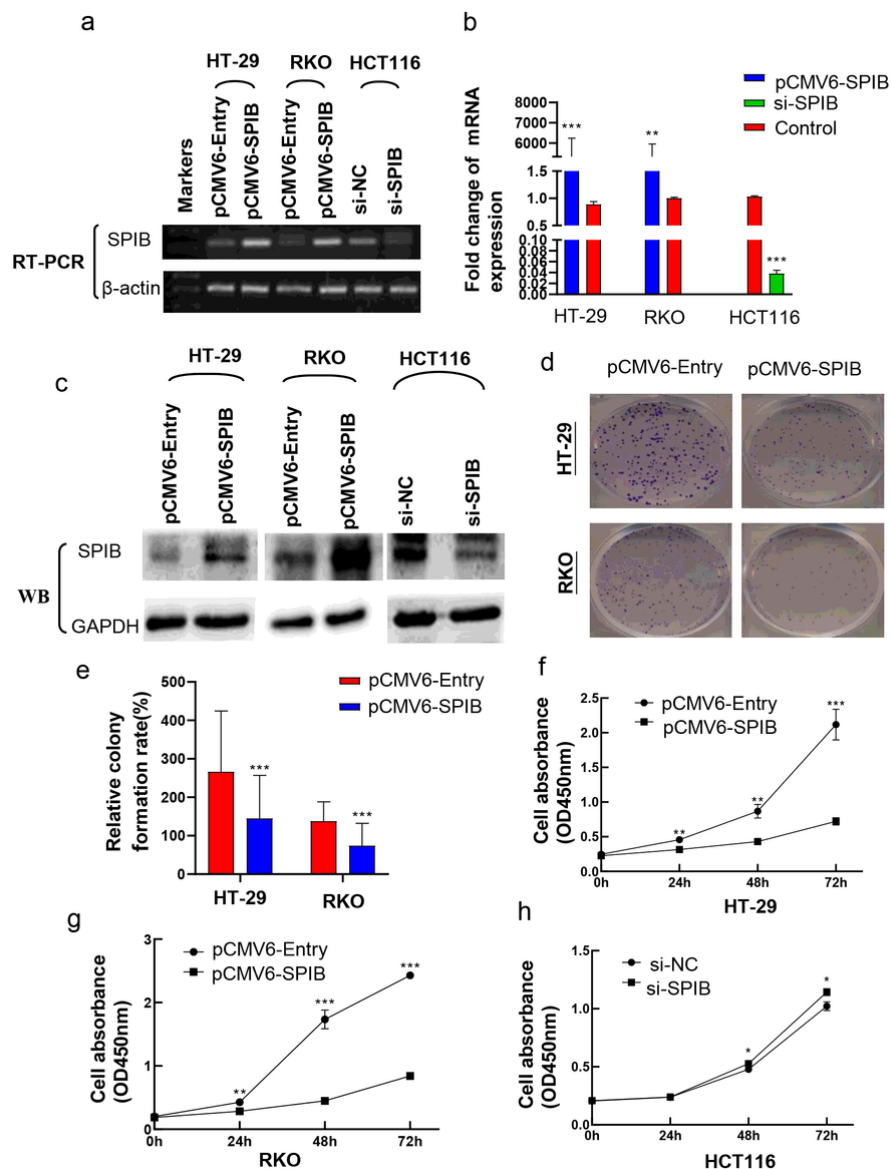 a
HT-29 RKO HCT116
Markers
pCMV6-Entry
pCMV6-SPIB
pCMV6-Entry
pCMV6-SPIB
si-NC
si-SPIB
RT-PCR
SPIB
β-actin
b
pCMV6-SPIB
si-SPIB
Control
Fold change of mRNA
expression
8000
6000
1.5
1.0
0.5
0.10
0.08
0.06
0.04
0.02
0.00
*** ** ***
HT-29 RKO HCT116
c
HT-29 RKO HCT116
pCMV6-Entry
pCMV6-SPIB
pCMV6-Entry
pCMV6-SPIB
si-NC
si-SPIB
WB
SPIB
GAPDH
d
pCMV6-Entry pCMV6-SPIB
HT-29
RKO
e
pCMV6-Entry
pCMV6-SPIB
Relative colony
formation rate(%)
500
400
300
200
100
0
*** ***
HT-29 RKO
f
pCMV6-Entry
pCMV6-SPIB
Cell absorbance
(OD450nm)
2.5
2.0
1.5
1.0
0.5
0.0
** ** ***
0h 24h 48h 72h
HT-29
g
pCMV6-Entry
pCMV6-SPIB
Cell absorbance
(OD450nm)
3
2
1
0
** *** ***
0h 24h 48h 72h
RKO
h
si-NC
si-SPIB
Cell absorbance
(OD450nm)
1.5
1.0
0.5
0.0
* *
0h 24h 48h 72h
HCT116